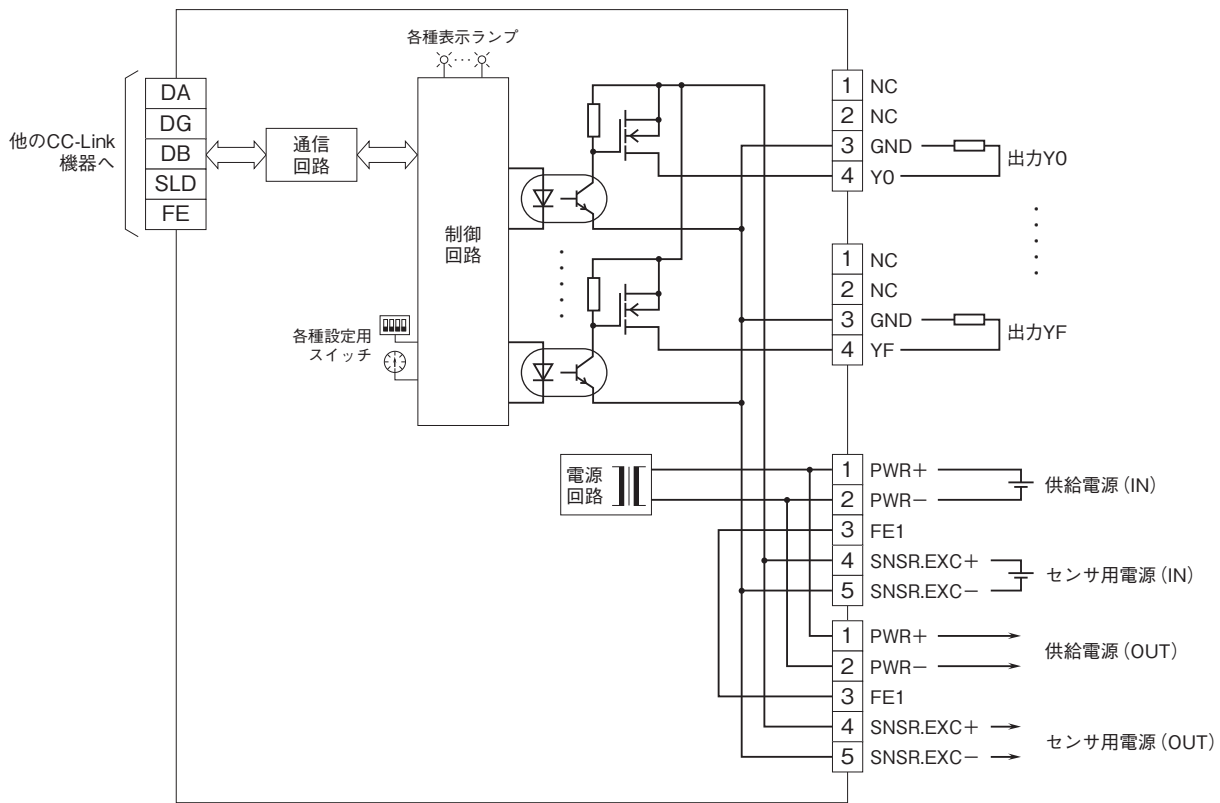 各種表示ランプ
他のCC-Link
機器へ
DA
DG
DB
SLD
FE
通信
回路
制御
回路
各種設定用
スイッチ
1 NC
2 NC
3 GND
4 Y0
出力Y0
1 NC
2 NC
3 GND
4 YF
出力YF
電源
回路
1 PWR+
2 PWR−
3 FE1
4 SNSR.EXC+
5 SNSR.EXC−
供給電源(IN)
センサ用電源(IN)
1 PWR+
2 PWR−
3 FE1
4 SNSR.EXC+
5 SNSR.EXC−
供給電源(OUT)
センサ用電源(OUT)